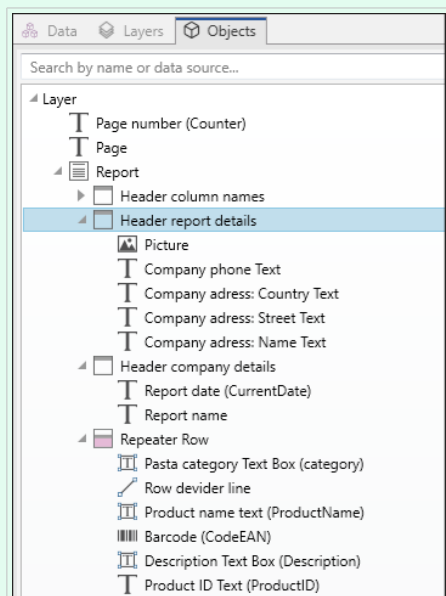 Data Layers Objects
Search by name or data source...
Layer
Page number (Counter)
Page
Report
Header column names
Header report details
Picture
Company phone Text
Company adress: Country Text
Company adress: Street Text
Company adress: Name Text
Header company details
Report date (CurrentDate)
Report name
Repeater Row
Pasta category Text Box (category)
Row devider line
Product name text (ProductName)
Barcode (CodeEAN)
Description Text Box (Description)
Product ID Text (ProductID)